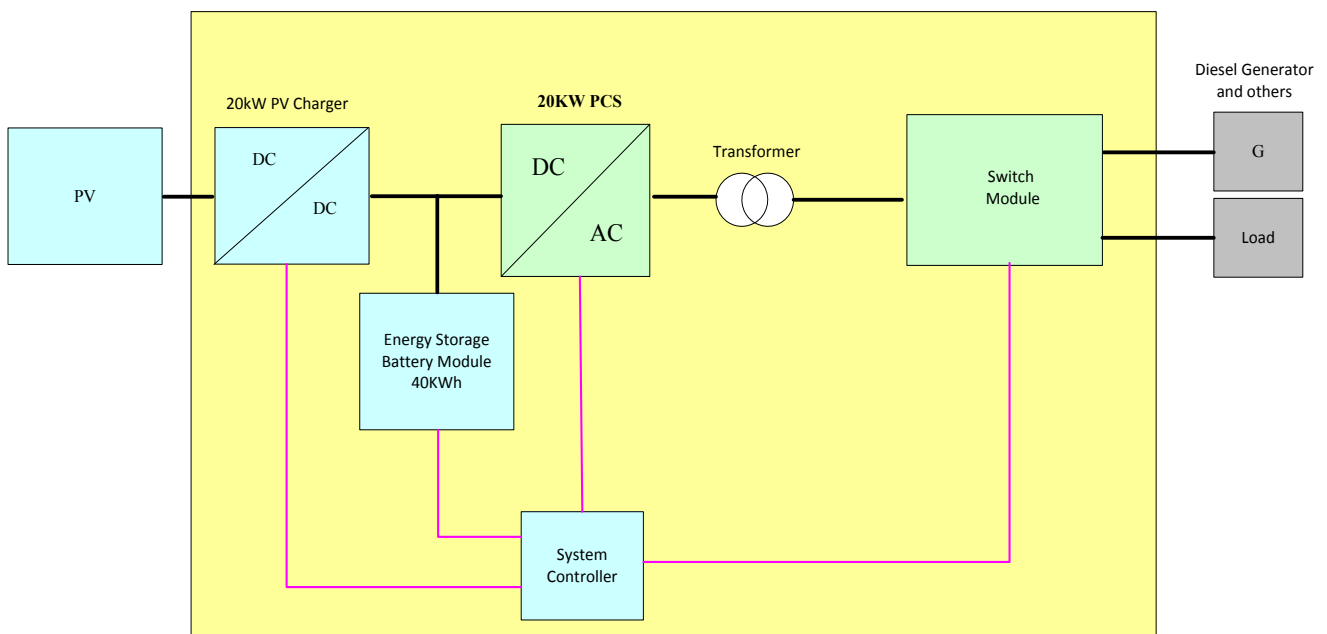 Diesel Generator
and others
20kW PV Charger
20KW PCS
PV
DC
DC
DC
AC
Transformer
Switch
Module
G
Load
Energy Storage
Battery Module
40KWh
System
Controller